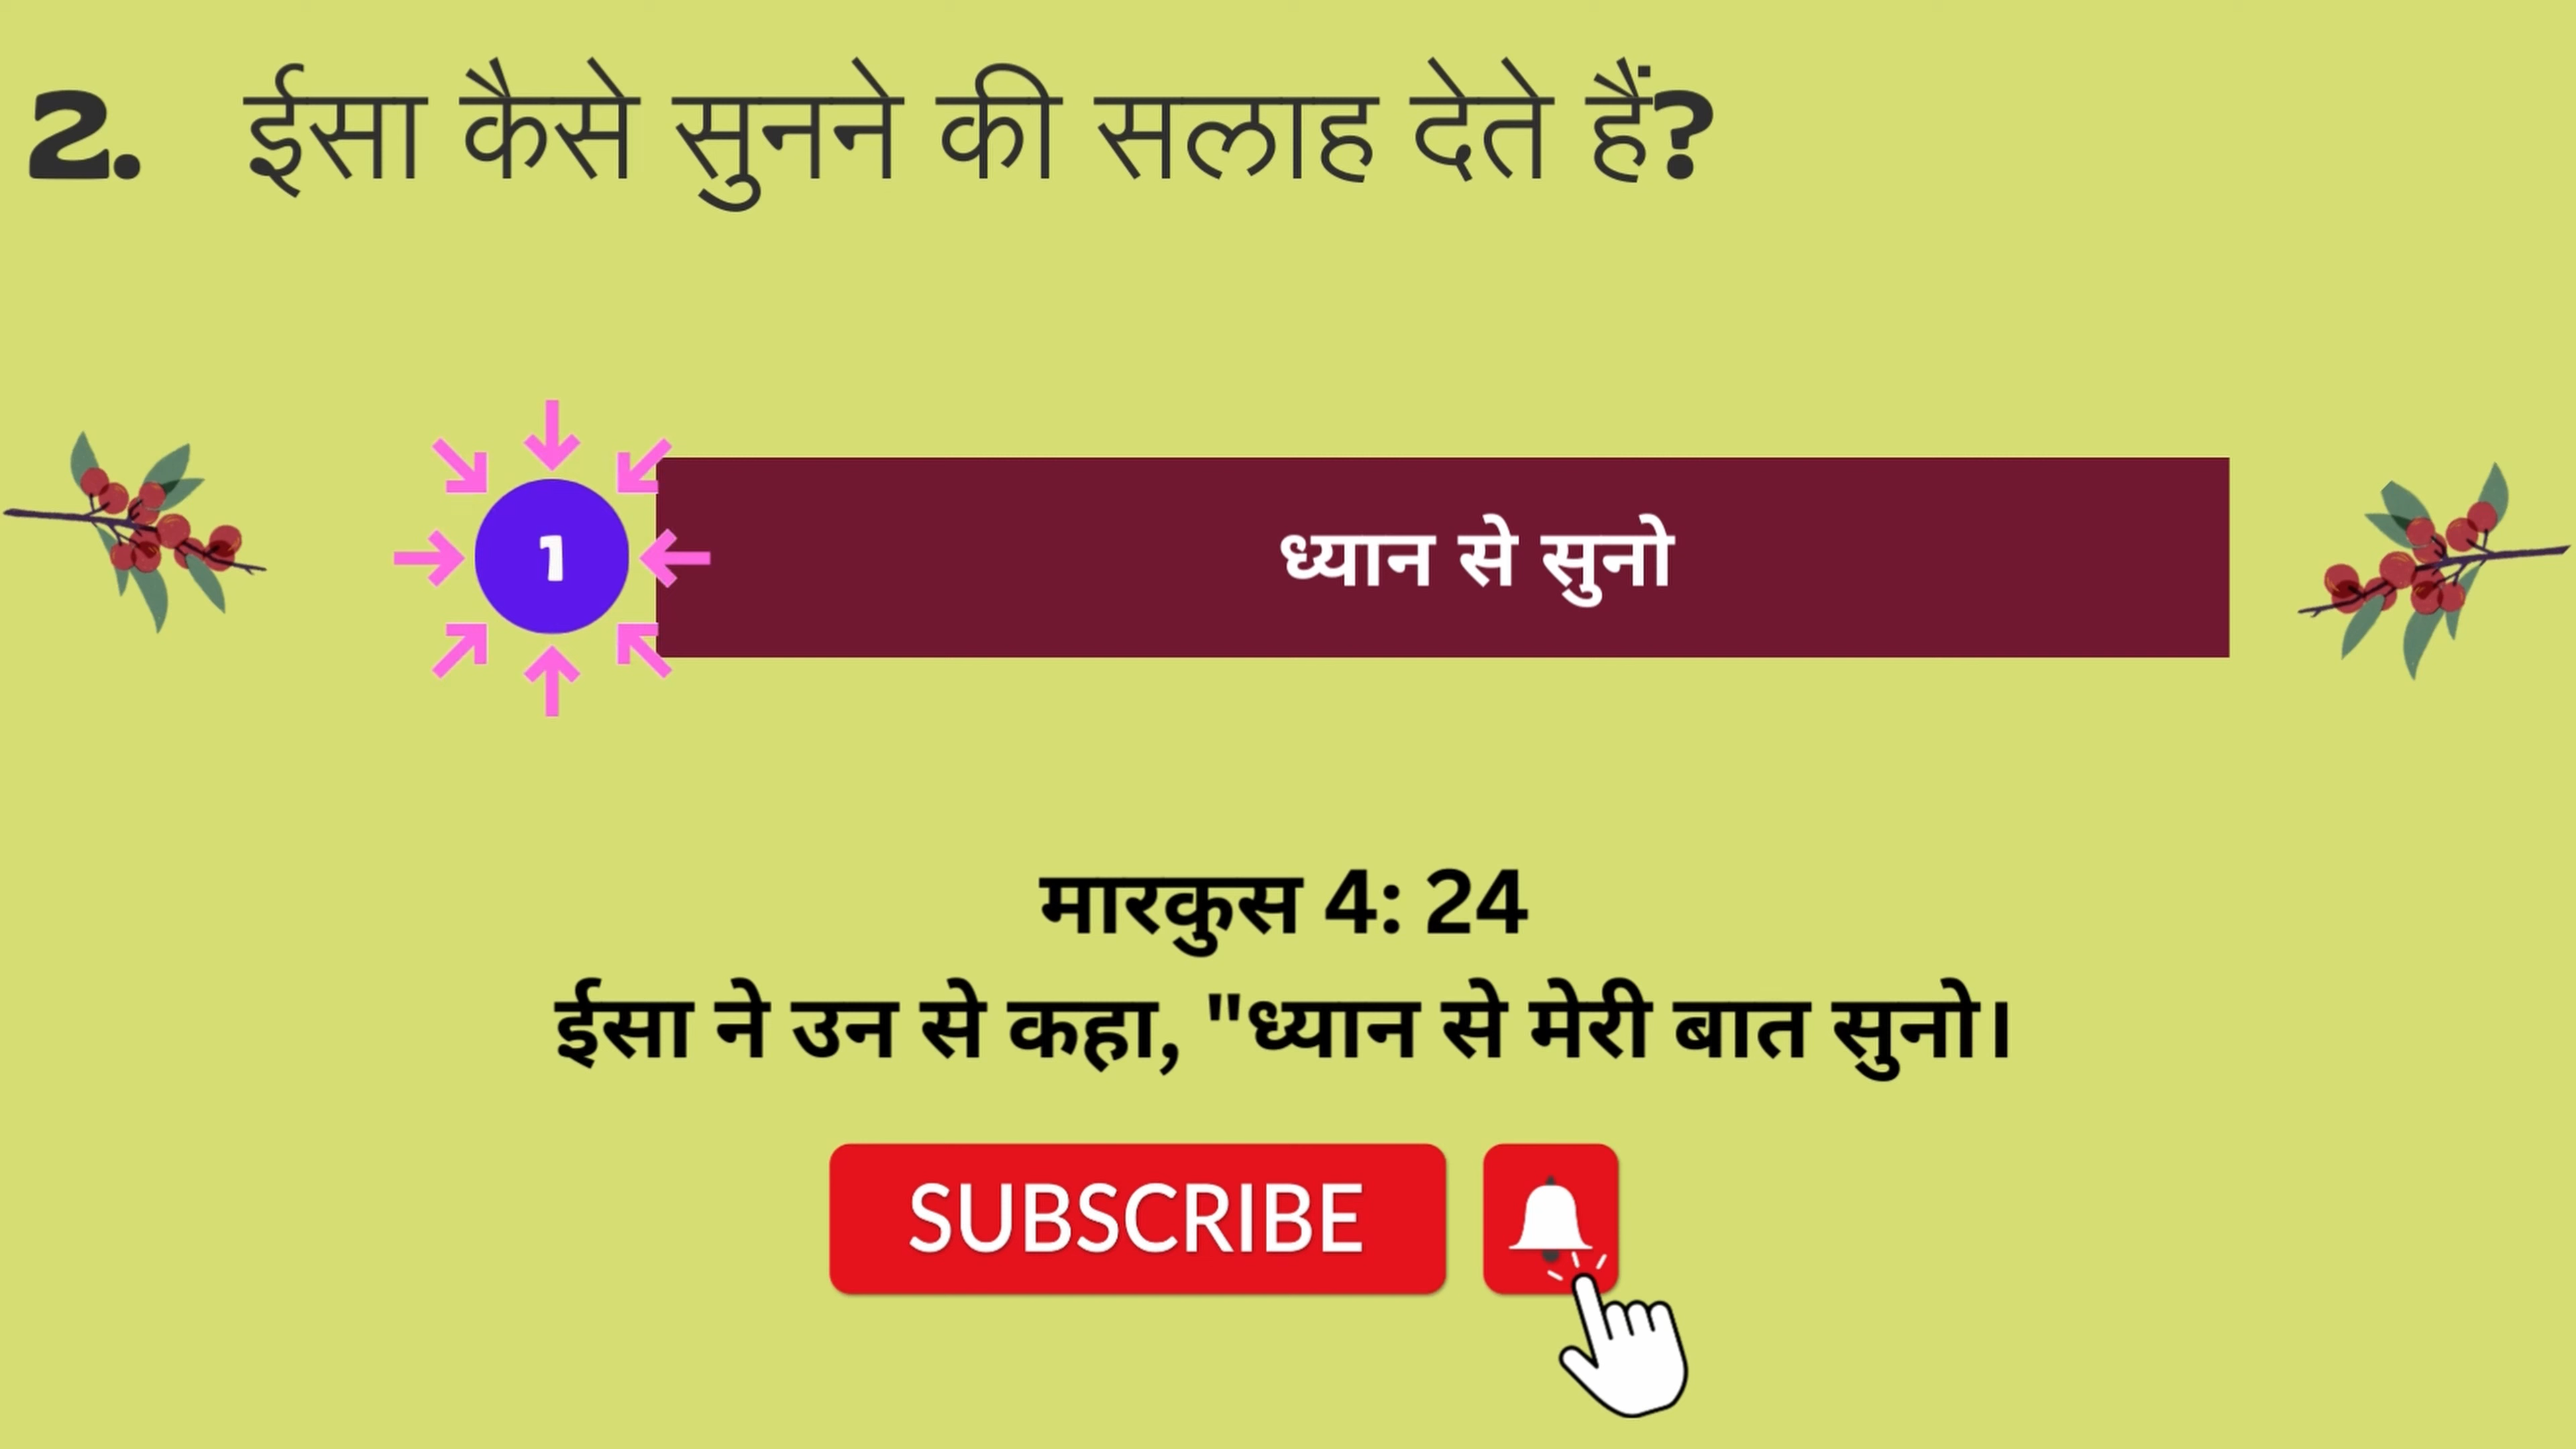 2. ईसा कैसे सुनने की सलाह देते हैं?
1
ध्यान से सुनो
मारकुस 4: 24
ईसा ने उन से कहा, "ध्यान से मेरी बात सुनो।
SUBSCRIBE